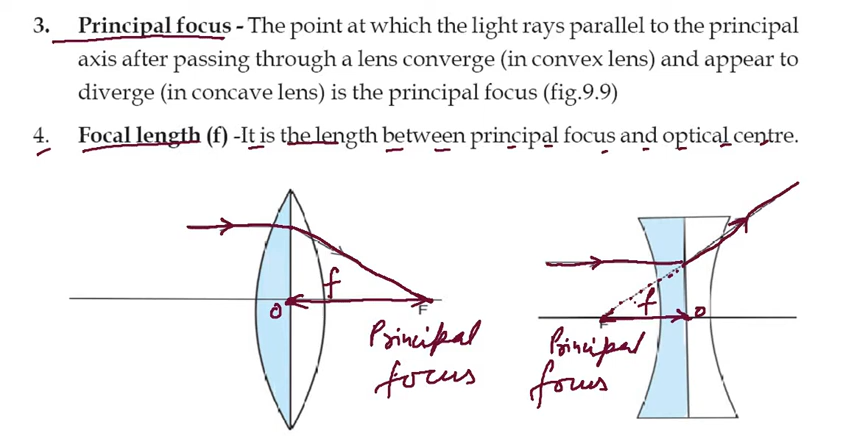 3. Principal focus - The point at which the light rays parallel to the principal
axis after passing through a lens converge (in convex lens) and appear to
diverge (in concave lens) is the principal focus (fig.9.9)
4. Focal length (f) -It is the length between principal focus and optical centre.
f
O
F
Principal
focus
f
O
F
Principal
focus